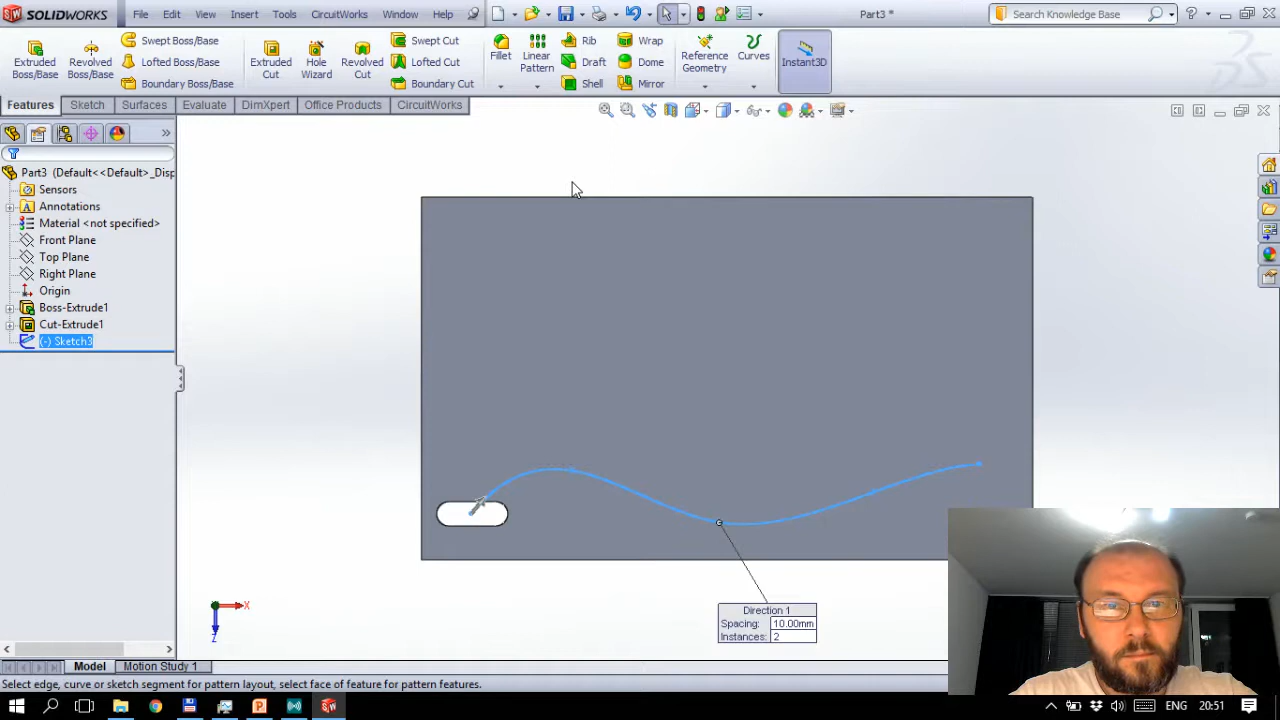 SOLIDWORKS File Edit View Insert Tools CircuitWorks Window Help Part3 * Search Knowledge Base ?
Extruded Boss/Base
Revolved Boss/Base
Swept Boss/Base
Lofted Boss/Base
Boundary Boss/Base
Extruded Cut
Hole Wizard
Revolved Cut
Swept Cut
Lofted Cut
Boundary Cut
Fillet
Linear Pattern
Rib
Draft
Shell
Wrap
Dome
Mirror
Reference Geometry
Curves
Instant3D
Features Sketch Surfaces Evaluate DimXpert Office Products CircuitWorks
Part3 (Default<<Default>_Disp
Sensors
Annotations
Material <not specified>
Front Plane
Top Plane
Right Plane
Origin
Boss-Extrude1
Cut-Extrude1
(-) Sketch3
Direction 1
Spacing: 10.00mm
Instances: 2
X
Z
Model Motion Study 1
Select edge, curve or sketch segment for pattern layout, select face of feature for pattern features.
ENG 20:51